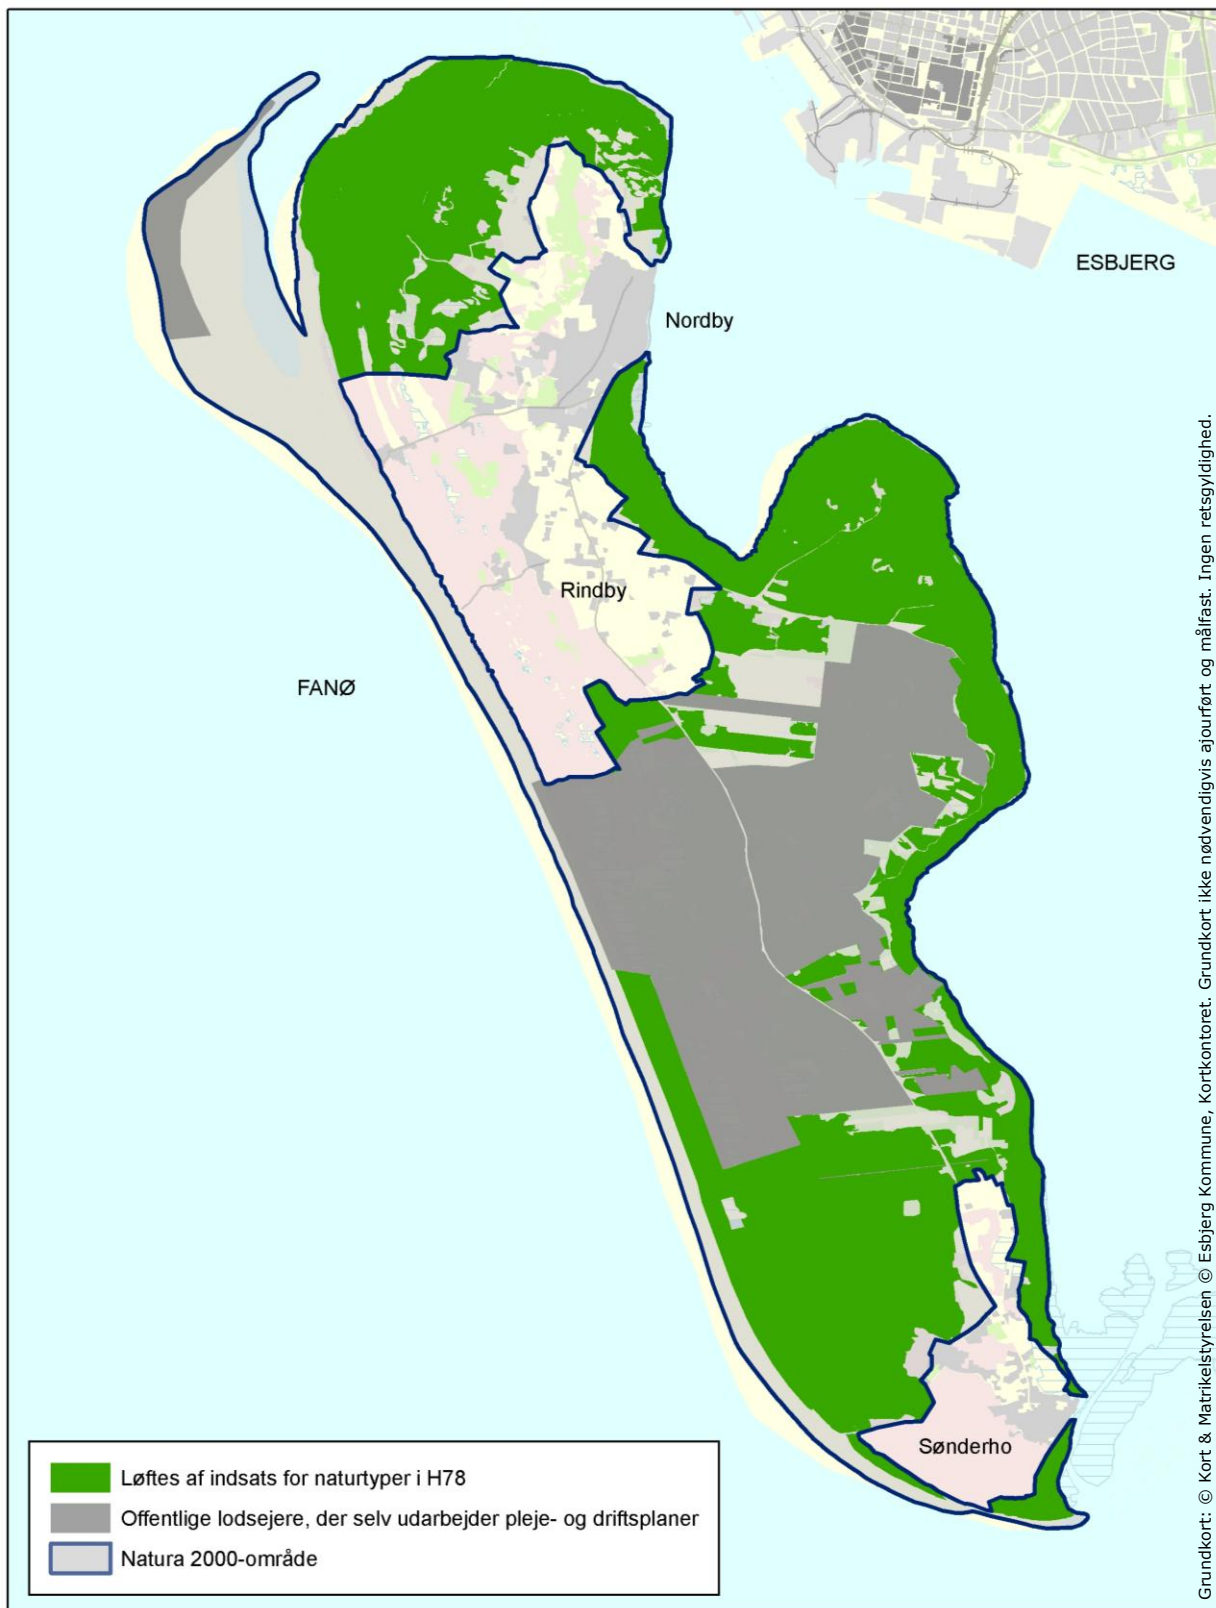 ESBJERG
Nordby
Rindby
FANØ
Sønderho
Løftes af indsats for naturtyper i H78
Offentlige lodsejere, der selv udarbejder pleje- og driftsplaner
Natura 2000-område
Grundkort: © Kort & Matrikelstyrelsen © Esbjerg Kommune, Kortkontoret. Grundkort ikke nødvendigvis ajourført og målfast. Ingen retsgyldighed.